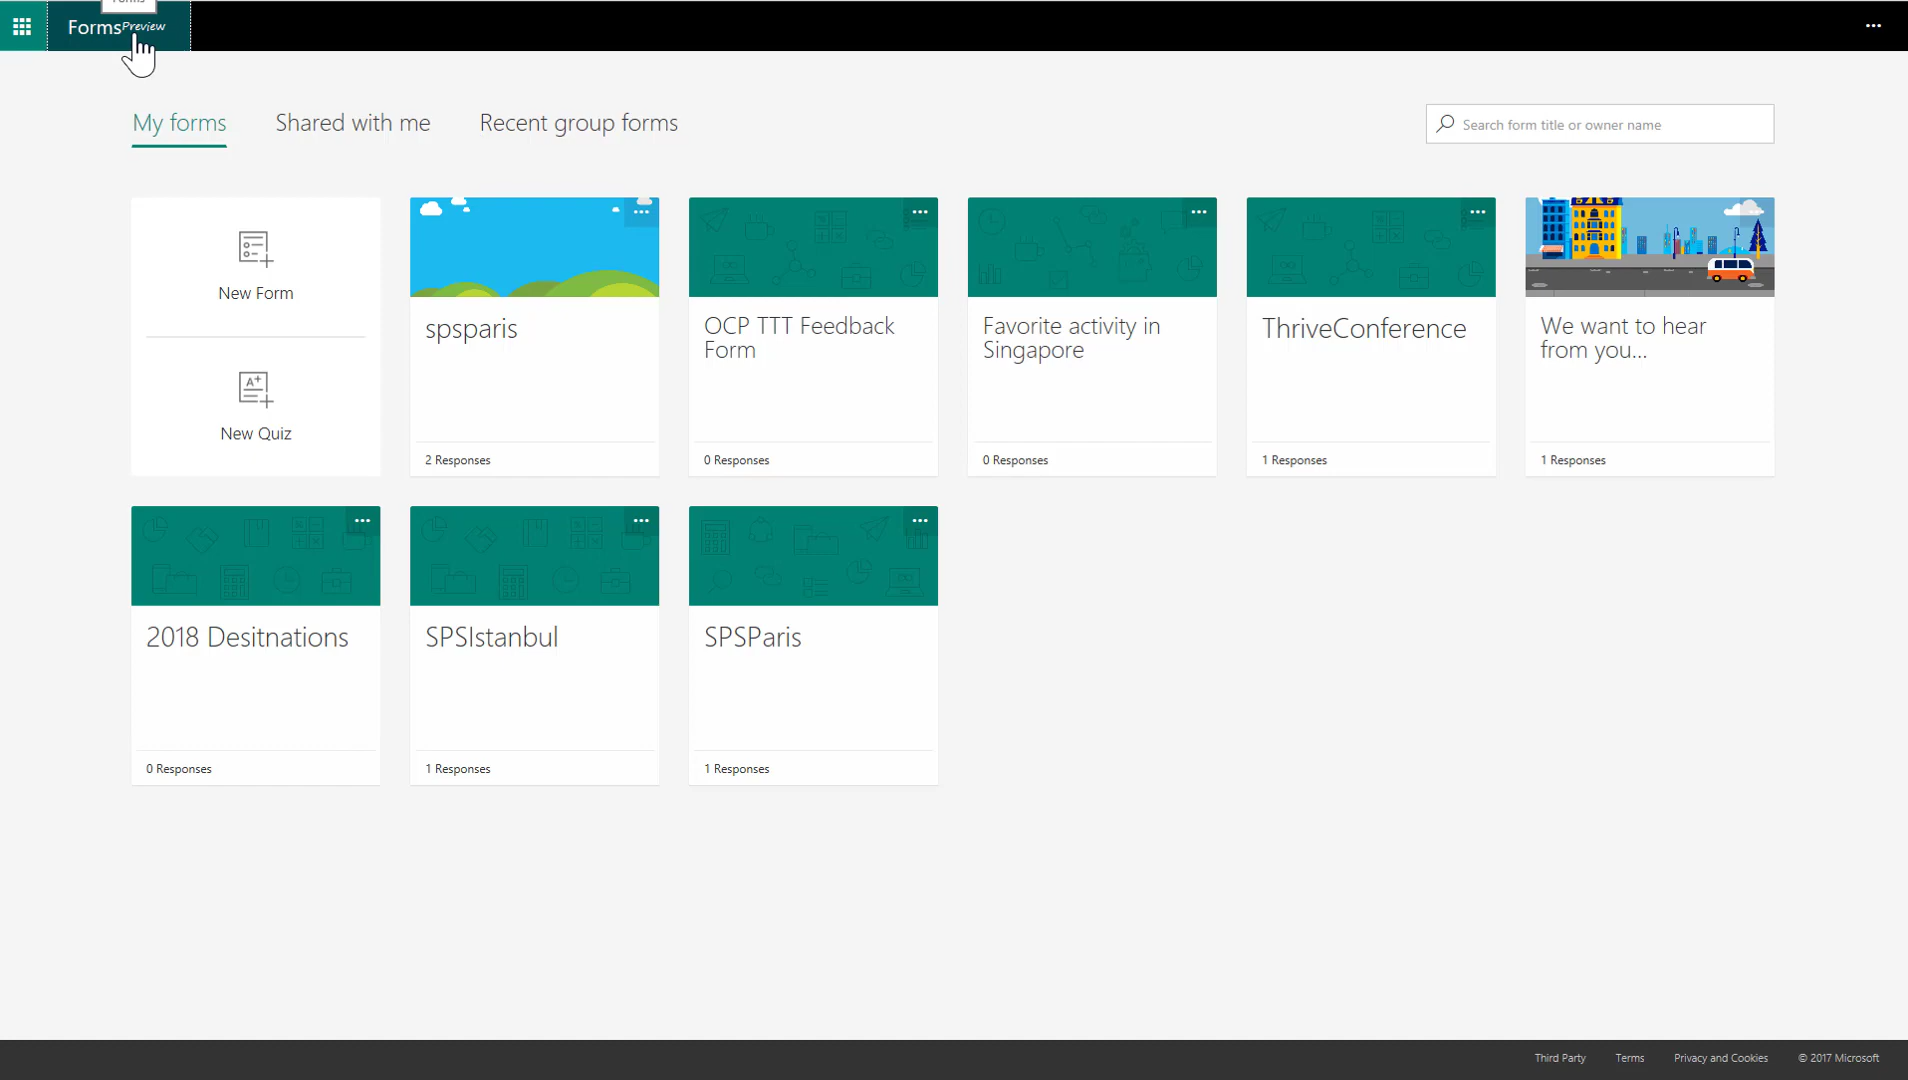 Forms
FormsPreview
My forms
Shared with me
Recent group forms
Search form title or owner name
New Form
New Quiz
spsparis
2 Responses
OCP TTT Feedback
Form
0 Responses
Favorite activity in
Singapore
0 Responses
ThriveConference
1 Responses
We want to hear
from you...
1 Responses
2018 Desitnations
0 Responses
SPSIstanbul
1 Responses
SPSParis
1 Responses
Third Party
Terms
Privacy and Cookies
© 2017 Microsoft